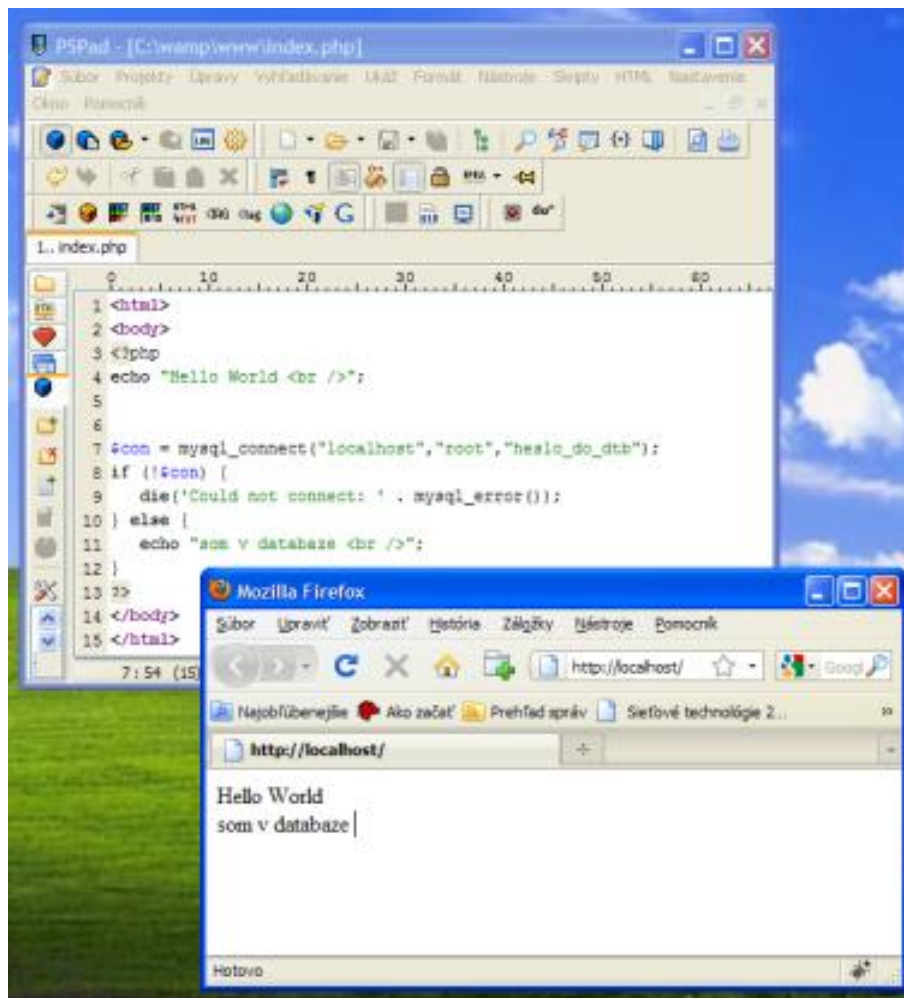 PSPad - [C:\wamp\www\index.php]
Súbor Projekty Úpravy Vyhľadávanie Ukáž Formát Nástroje Skripty HTML Nastavenie
Okno Pomocník
1.. index.php
0 10 20 30 40 50 60
1 <html>
2 <body>
3 <?php
4 echo "Hello World <br />";
5
6
7 $con = mysql_connect("localhost","root","heslo_do_dtb");
8 if (!$con) {
9 die('Could not connect: ' . mysql_error());
10 } else {
11 echo "som v databaze <br />";
12 }
13 ?>
14 </body>
15 </html>
7:54 (15)
Mozilla Firefox
Súbor Upraviť Zobraziť História Záložky Nástroje Pomocník
http://localhost/ Googl
Najobľúbenejšie Ako začať Prehľad správ Sieťové technológie 2...
http://localhost/
Hello World
som v databaze
Hotovo